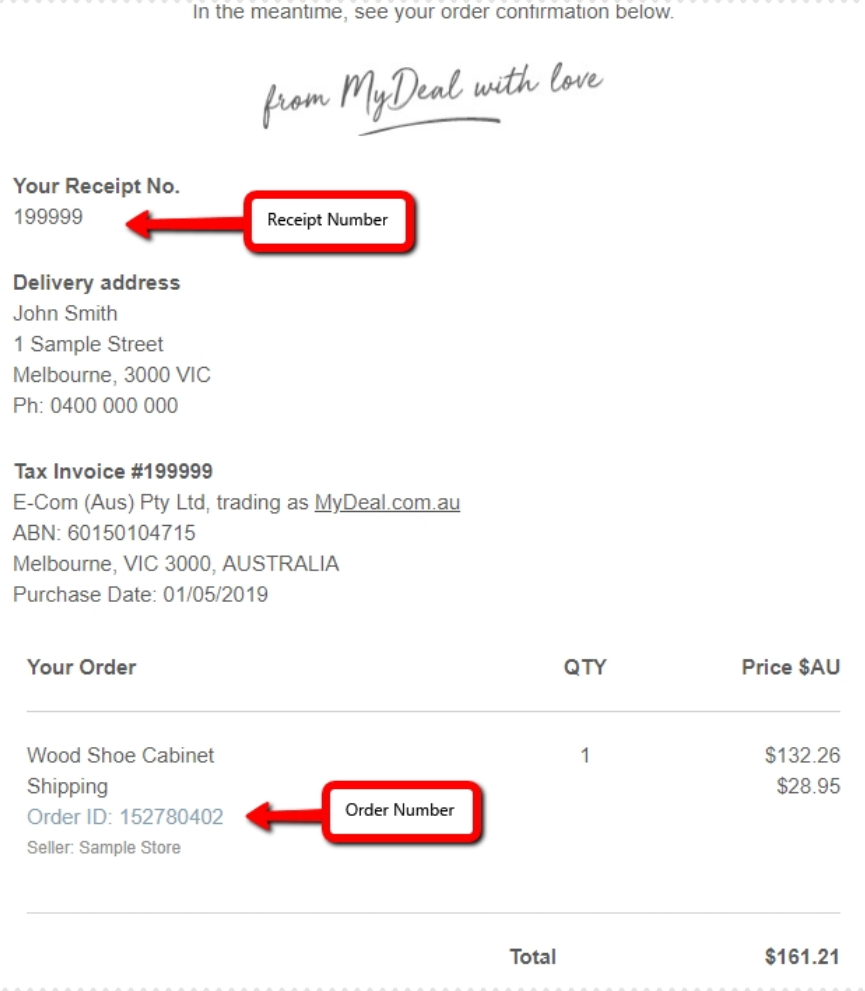 In the meantime, see your order confirmation below.
from MyDeal with love
Your Receipt No.
199999
Receipt Number
Delivery address
John Smith
1 Sample Street
Melbourne, 3000 VIC
Ph: 0400 000 000
Tax Invoice #199999
E-Com (Aus) Pty Ltd, trading as MyDeal.com.au
ABN: 60150104715
Melbourne, VIC 3000, AUSTRALIA
Purchase Date: 01/05/2019
Your Order QTY Price $AU
Wood Shoe Cabinet 1 $132.26
Shipping $28.95
Order ID: 152780402
Order Number
Seller: Sample Store
Total $161.21